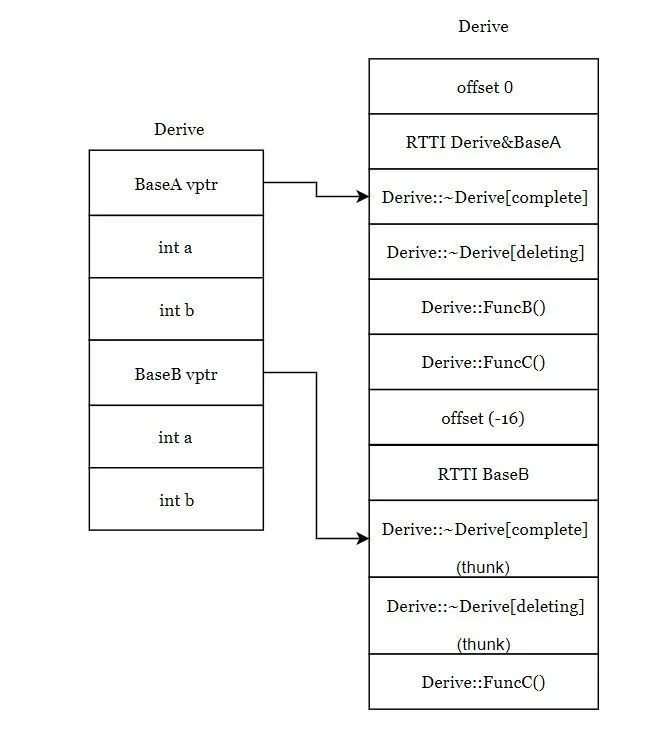 Derive
BaseA vptr
int a
int b
BaseB vptr
int a
int b
Derive
offset 0
RTTI Derive&BaseA
Derive::~Derive[complete]
Derive::~Derive[deleting]
Derive::FuncB()
Derive::FuncC()
offset (-16)
RTTI BaseB
Derive::~Derive[complete]
(thunk)
Derive::~Derive[deleting]
(thunk)
Derive::FuncC()